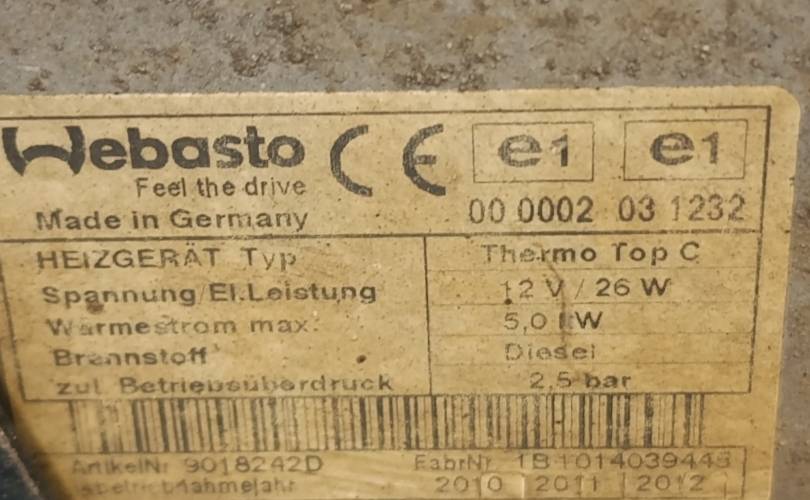 Webasto CE e1 e1
Feel the drive
Made in Germany 00 0002 03 1232
HEIZGERÄT Typ Thermo Top C
Spannung/El.Leistung 12 V / 26 W
Wärmestrom max. 5,0 kW
Brennstoff Diesel
zul. Betriebsüberdruck 2,5 bar
ArtikelNr 9018242D FabrNr 1B1014039443
2010 2011 2012